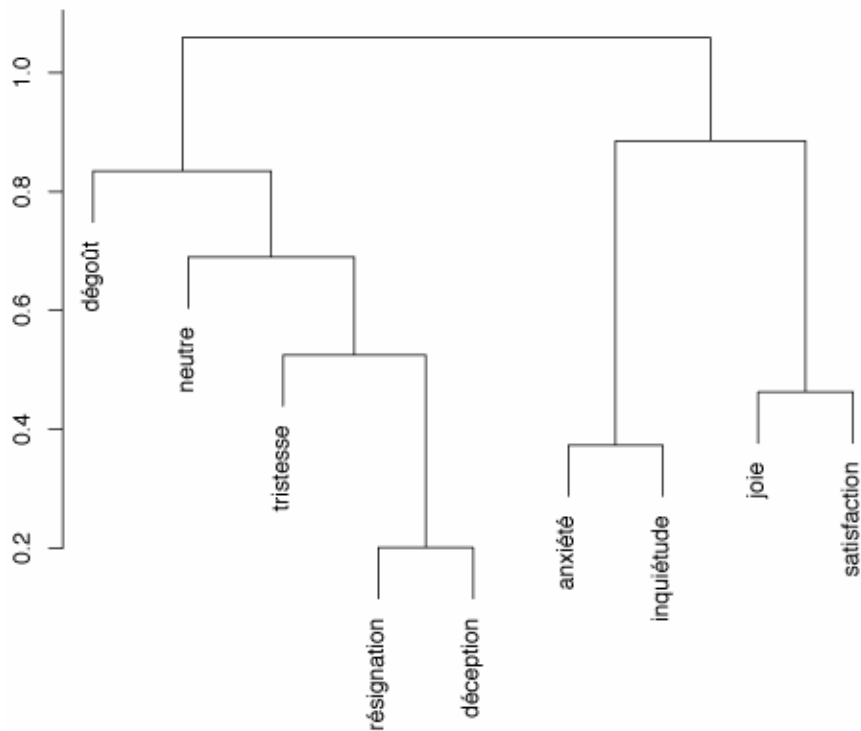 1.0
0.8
0.6
0.4
0.2
dégoût
neutre
tristesse
résignation
déception
anxiété
inquiétude
joie
satisfaction